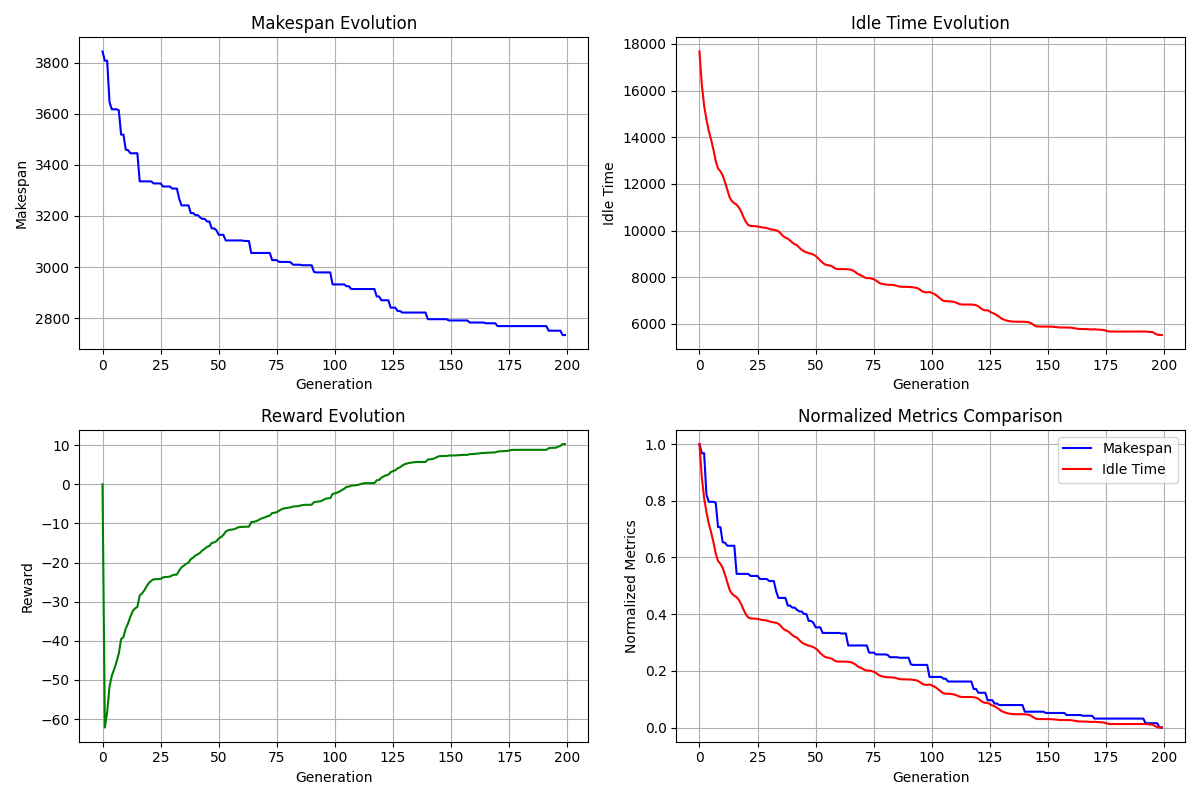 Makespan Evolution
Makespan
3800
3600
3400
3200
3000
2800
0 25 50 75 100 125 150 175 200
Generation
Idle Time Evolution
Idle Time
18000
16000
14000
12000
10000
8000
6000
0 25 50 75 100 125 150 175 200
Generation
Reward Evolution
Reward
10
0
−10
−20
−30
−40
−50
−60
0 25 50 75 100 125 150 175 200
Generation
Normalized Metrics Comparison
Normalized Metrics
1.0
0.8
0.6
0.4
0.2
0.0
0 25 50 75 100 125 150 175 200
Generation
Makespan
Idle Time